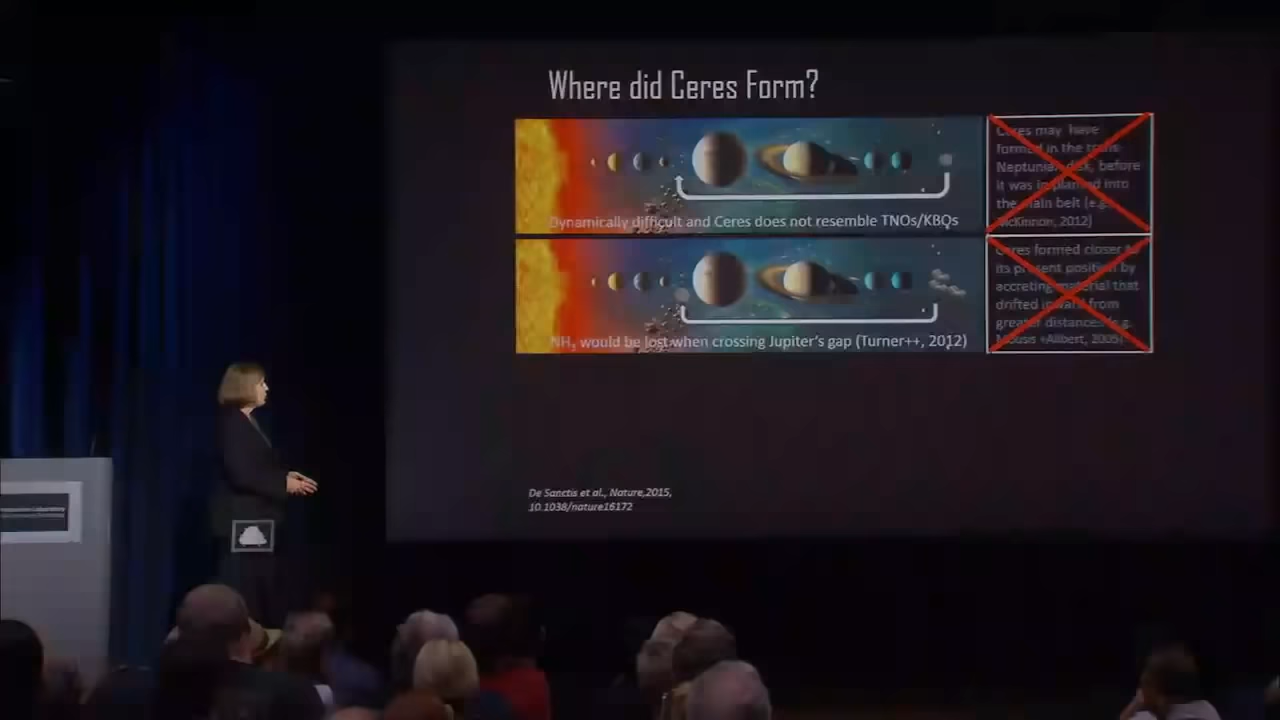 Where did Ceres Form?
Dynamically difficult and Ceres does not resemble TNOs/KBOs
Ceres may have
formed in the trans-
Neptunian disk, before
it was implanted into
the main belt (e.g.
McKinnon, 2012)
NH₃ would be lost when crossing Jupiter's gap (Turner++, 2012)
Ceres formed closer to
its present position by
accreting material that
drifted inward from
greater distances (e.g.
Mousis +Alibert, 2005)
De Sanctis et al., Nature,2015,
10.1038/nature16172